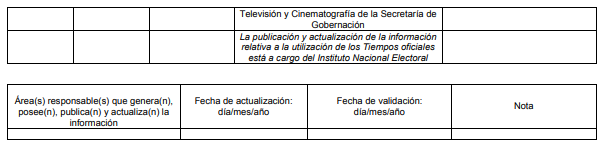 Televisión y Cinematografía de la Secretaría de
Gobernación
La publicación y actualización de la información
relativa a la utilización de los Tiempos oficiales
está a cargo del Instituto Nacional Electoral
Área(s) responsable(s) que genera(n),
posee(n), publica(n) y actualiza(n) la
información
Fecha de actualización:
día/mes/año
Fecha de validación:
día/mes/año
Nota